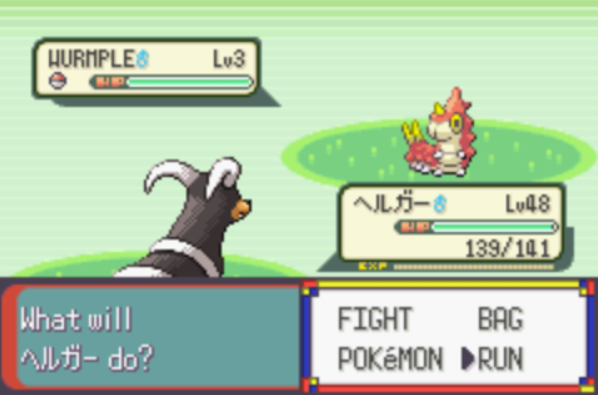 WURMPLE♂ Lv3
HP
ヘルガー♂ Lv48
HP
139/141
EXP
What will
ヘルガー do?
FIGHT BAG
POKéMON ▶RUN